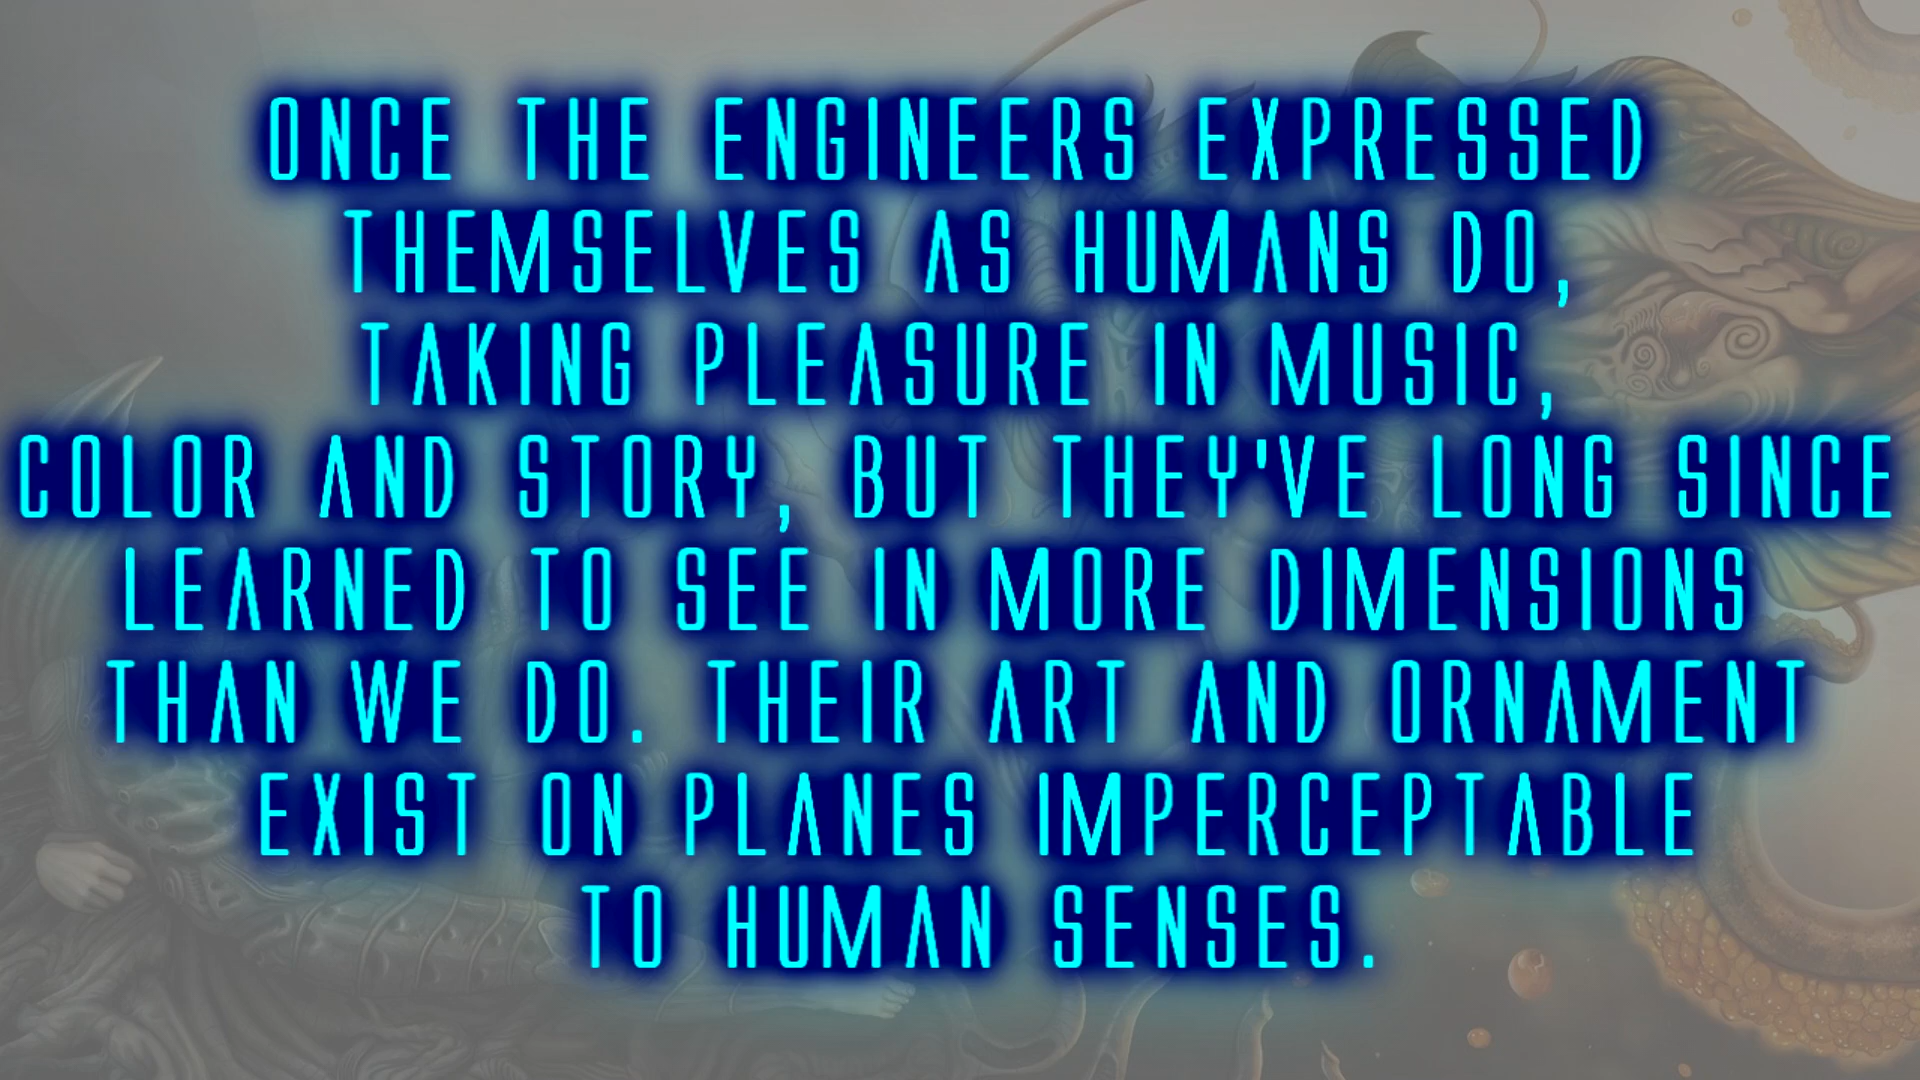 ONCE THE ENGINEERS EXPRESSED
THEMSELVES AS HUMANS DO,
TAKING PLEASURE IN MUSIC,
COLOR AND STORY, BUT THEY'VE LONG SINCE
LEARNED TO SEE IN MORE DIMENSIONS
THAN WE DO. THEIR ART AND ORNAMENT
EXIST ON PLANES IMPERCEPTABLE
TO HUMAN SENSES.